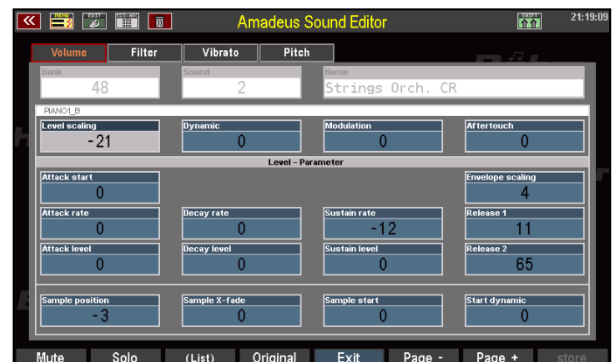 MENU EDIT Amadeus Sound Editor SHIFT 21:19:09
Volume Filter Vibrato Pitch
Bank Sound Name
48 2 Strings Orch. CR
PIANO1_B
Level scaling Dynamic Modulation Aftertouch
-21 0 0 0
Level - Parameter
Attack start Envelope scaling
0 4
Attack rate Decay rate Sustain rate Release 1
0 0 -12 11
Attack level Decay level Sustain level Release 2
0 0 0 65
Sample position Sample X-fade Sample start Start dynamic
-3 0 0 0
Mute Solo (List) Original Exit Page - Page + store